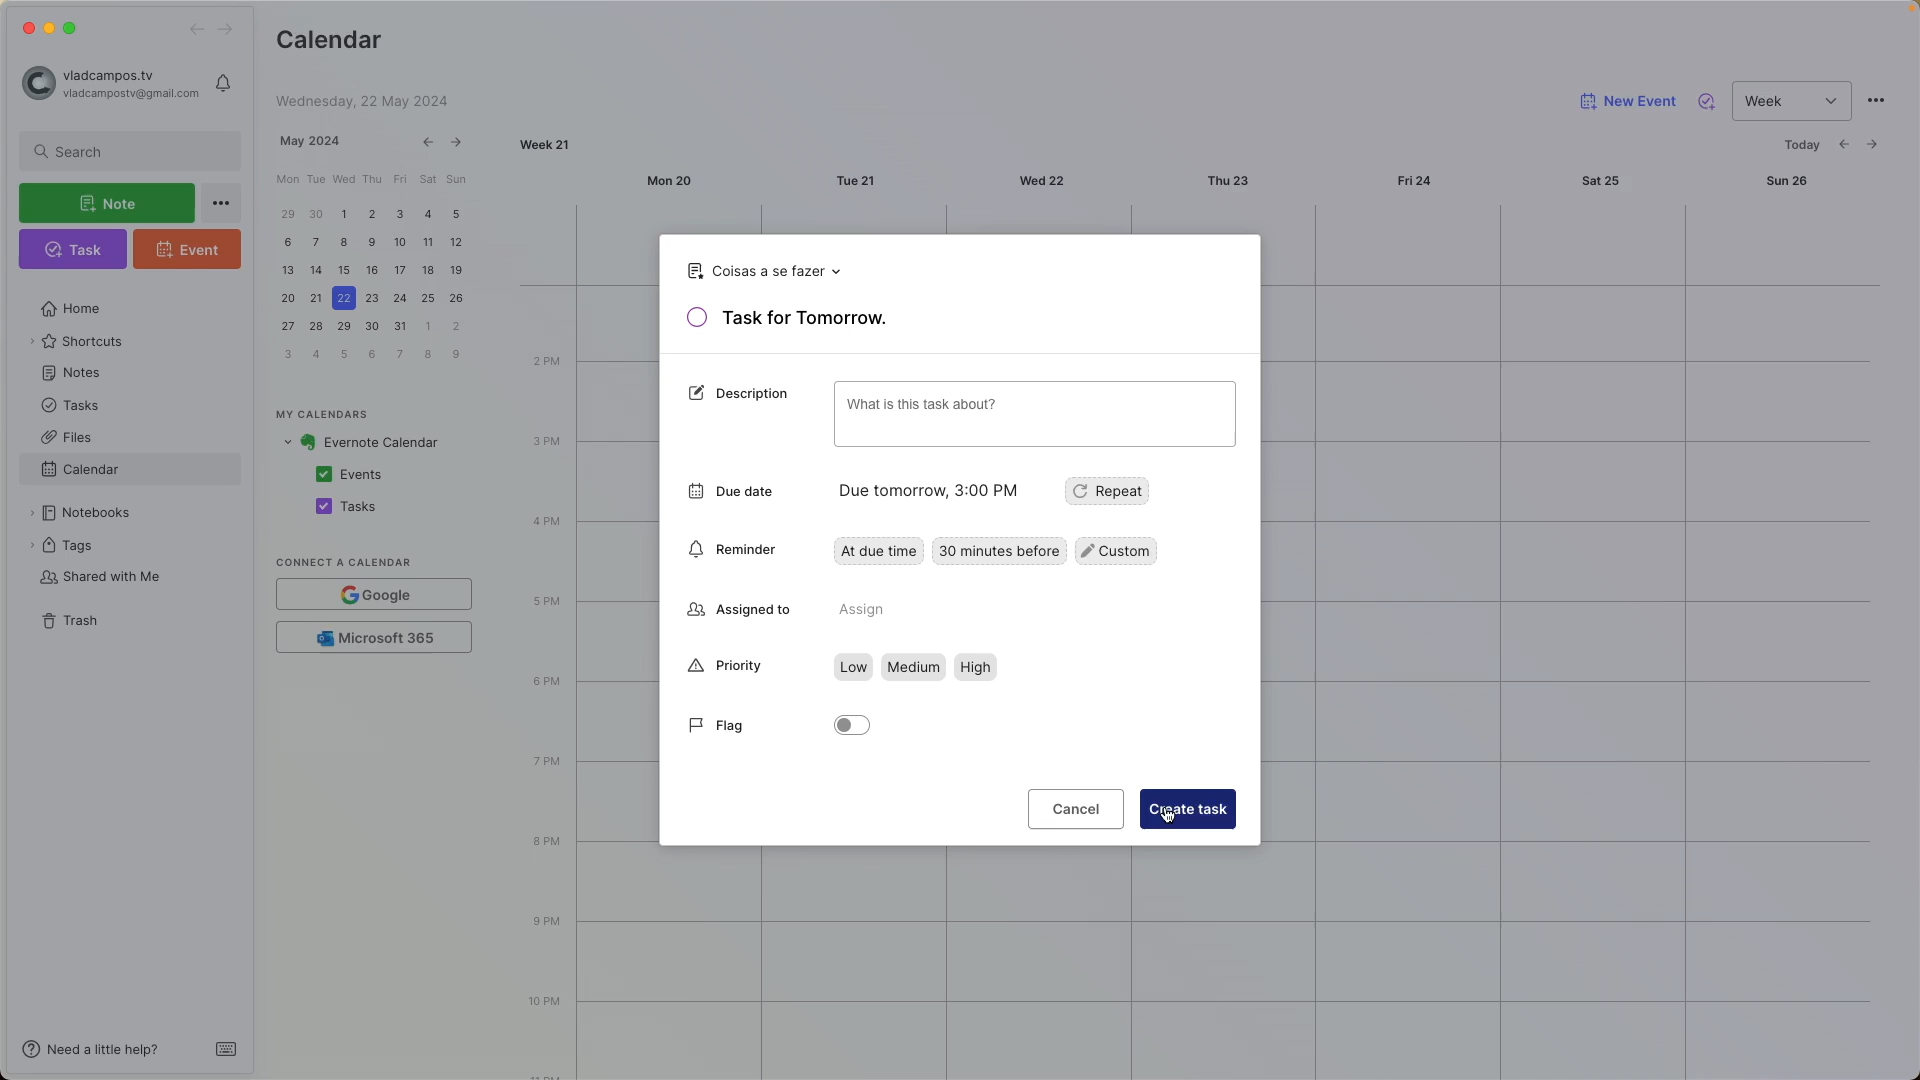 Calendar
vladcampos.tv
vladcampostv@gmail.com
Wednesday, 22 May 2024
New Event
Week
•••
Search
Note
•••
Task
Event
Home
Shortcuts
Notes
Tasks
Files
Calendar
Notebooks
Tags
Shared with Me
Trash
Need a little help?
May 2024
Mon Tue Wed Thu Fri Sat Sun
29 30 1 2 3 4 5
6 7 8 9 10 11 12
13 14 15 16 17 18 19
20 21 22 23 24 25 26
27 28 29 30 31 1 2
3 4 5 6 7 8 9
MY CALENDARS
Evernote Calendar
Events
Tasks
CONNECT A CALENDAR
Google
Microsoft 365
Week 21
Today
Mon 20 Tue 21 Wed 22 Thu 23 Fri 24 Sat 25 Sun 26
2 PM
3 PM
4 PM
5 PM
6 PM
7 PM
8 PM
9 PM
10 PM
11 PM
Coisas a se fazer
Task for Tomorrow.
Description
What is this task about?
Due date
Due tomorrow, 3:00 PM
Repeat
Reminder
At due time
30 minutes before
Custom
Assigned to
Assign
Priority
Low
Medium
High
Flag
Cancel
Create task